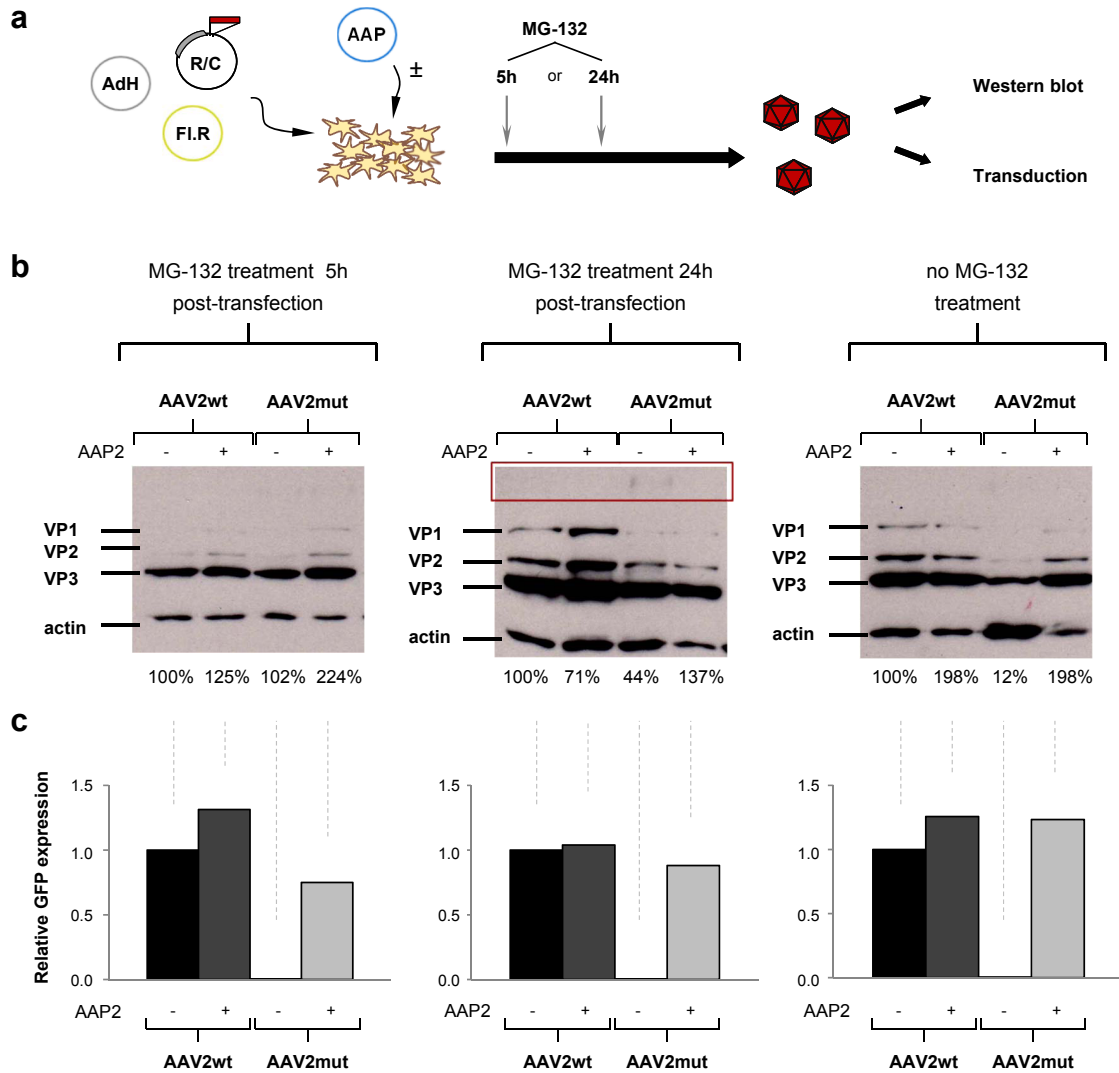 a
AdH
R/C
Fl.R
AAP
±
MG-132
5h or 24h
Western blot
Transduction
b
MG-132 treatment 5h
post-transfection
AAV2wt AAV2mut
AAP2 - + - +
VP1
VP2
VP3
actin
100% 125% 102% 224%
MG-132 treatment 24h
post-transfection
AAV2wt AAV2mut
AAP2 - + - +
VP1
VP2
VP3
actin
100% 71% 44% 137%
no MG-132
treatment
AAV2wt AAV2mut
AAP2 - + - +
VP1
VP2
VP3
actin
100% 198% 12% 198%
c
Relative GFP expression
1.5
1.0
0.5
0.0
AAP2 - + - +
AAV2wt AAV2mut
1.5
1.0
0.5
0.0
AAP2 - + - +
AAV2wt AAV2mut
1.5
1.0
0.5
0.0
AAP2 - + - +
AAV2wt AAV2mut